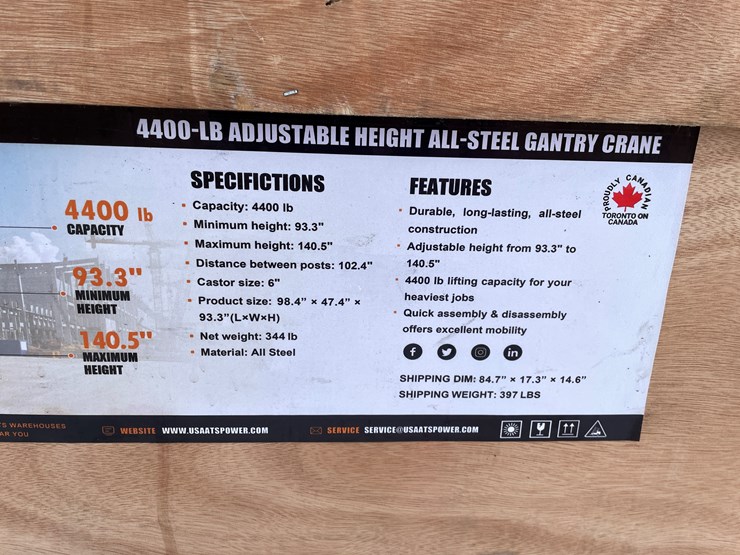 4400-LB ADJUSTABLE HEIGHT ALL-STEEL GANTRY CRANE
4400 lb
CAPACITY
93.3"
MINIMUM
HEIGHT
140.5"
MAXIMUM
HEIGHT
SPECIFICTIONS
Capacity: 4400 lb
Minimum height: 93.3"
Maximum height: 140.5"
Distance between posts: 102.4"
Castor size: 6"
Product size: 98.4" × 47.4" ×
93.3"(L×W×H)
Net weight: 344 lb
Material: All Steel
FEATURES
Durable, long-lasting, all-steel
construction
Adjustable height from 93.3" to
140.5"
4400 lb lifting capacity for your
heaviest jobs
Quick assembly & disassembly
offers excellent mobility
PROUDLY CANADIAN
TORONTO ON
CANADA
SHIPPING DIM: 84.7" × 17.3" × 14.6"
SHIPPING WEIGHT: 397 LBS
WAREHOUSES
YOU
WEBSITE WWW.USAATSPOWER.COM
SERVICE SERVICE@USAATSPOWER.COM